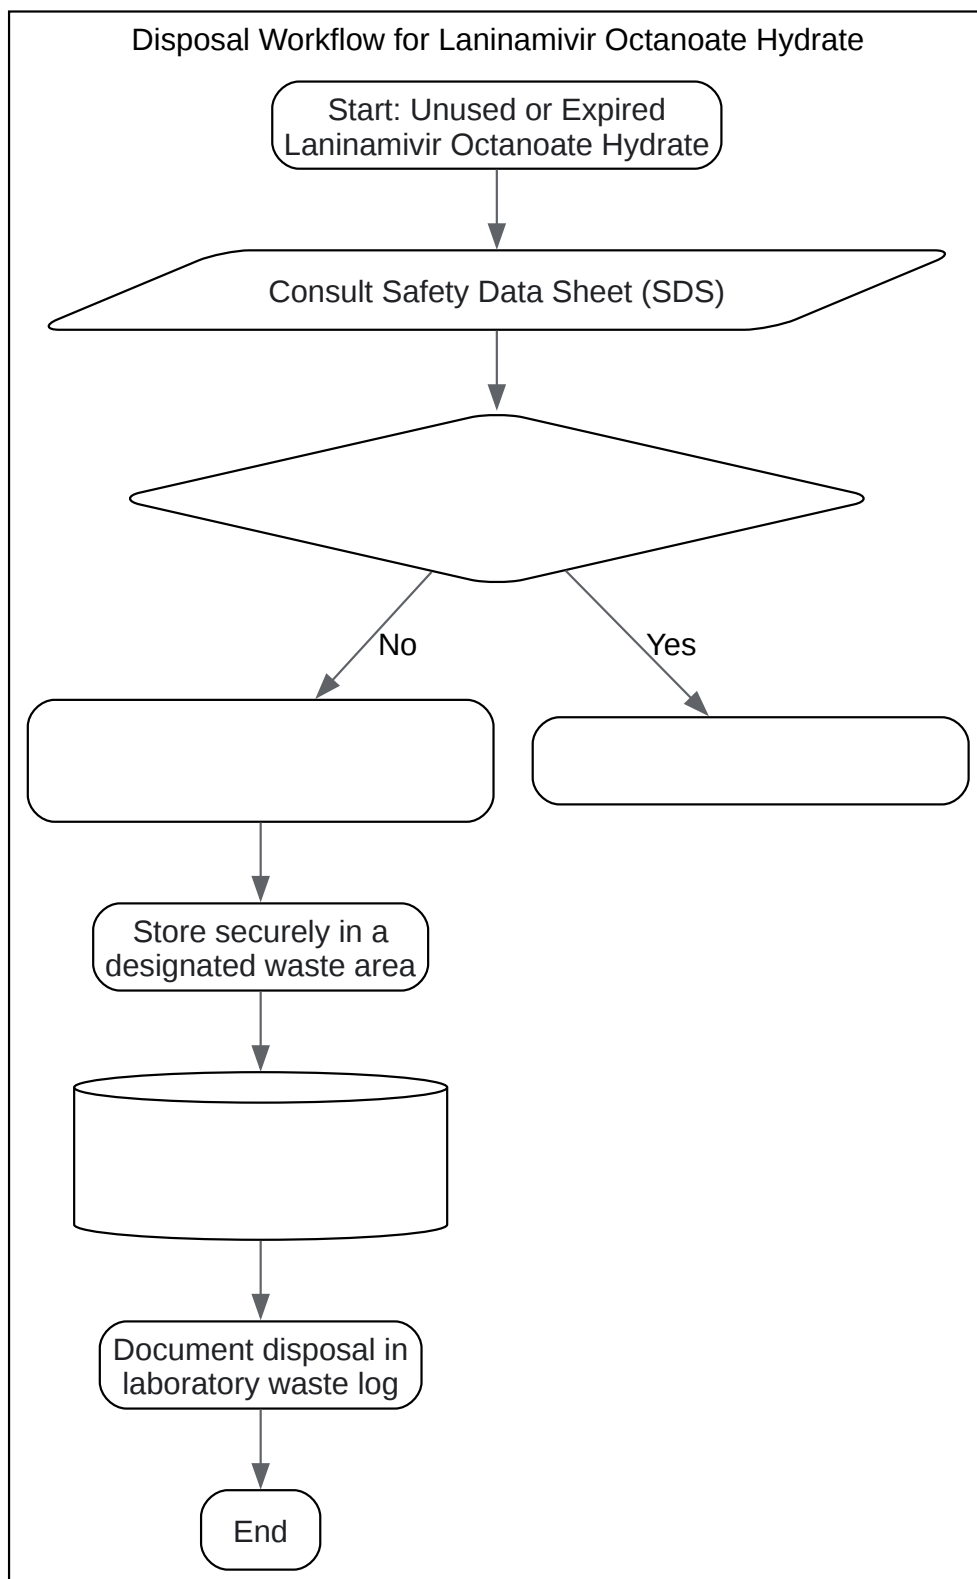 Disposal Workflow for Laninamivir Octanoate Hydrate
Start: Unused or Expired
Laninamivir Octanoate Hydrate
Consult Safety Data Sheet (SDS)
No
Yes
Store securely in a
designated waste area
Document disposal in
laboratory waste log
End